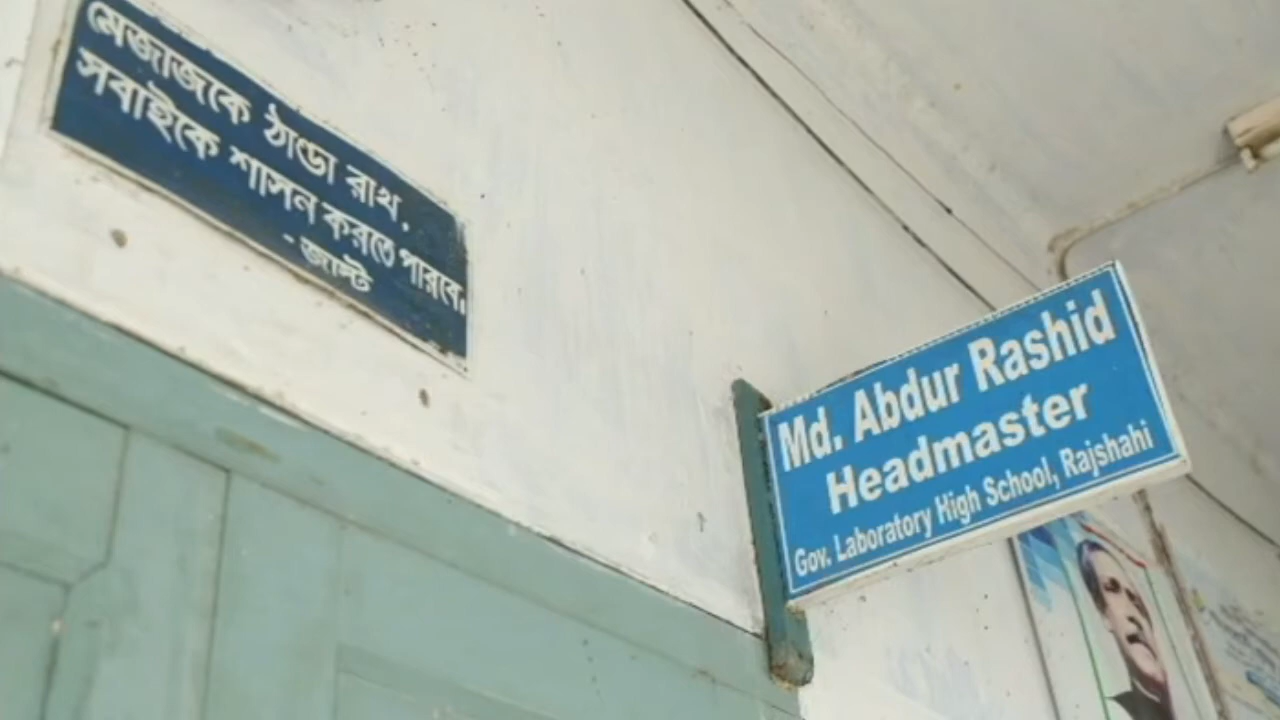 মেজাজকে ঠাণ্ডা রাখ,
সবাইকে শাসন করতে পারবে।
- জাস্ট
Md. Abdur Rashid
Headmaster
Gov. Laboratory High School, Rajshahi